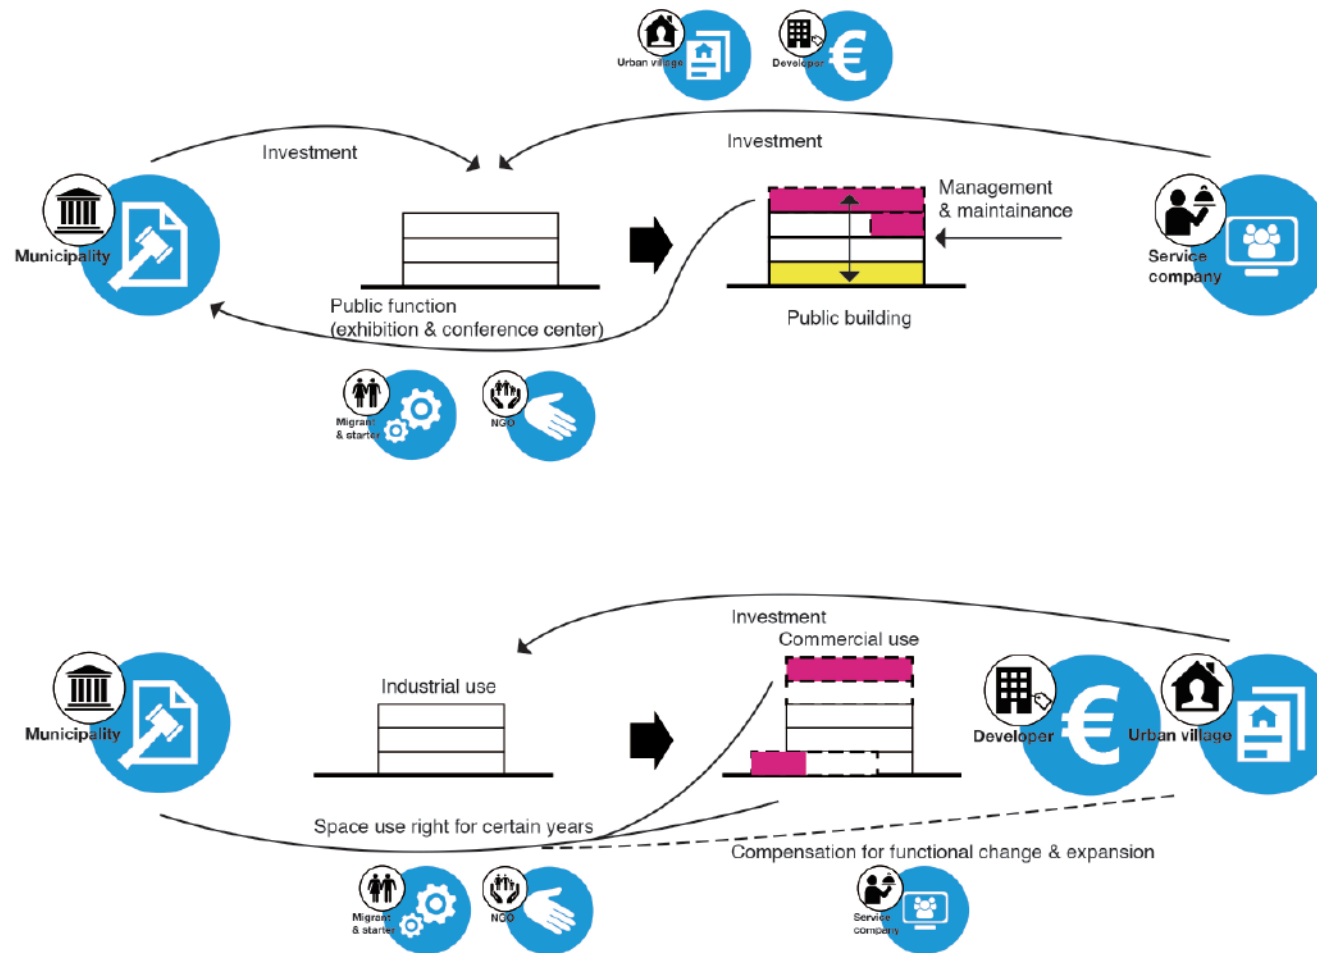 Urban village
Developer
€
Investment
Investment
Municipality
Management
& maintainance
Service
company
Public function
(exhibition & conference center)
Public building
Migrant
& starter
NGO
Investment
Commercial use
Industrial use
Municipality
Developer
€
Urban village
Space use right for certain years
Compensation for functional change & expansion
Migrant
& starter
NGO
Service
company